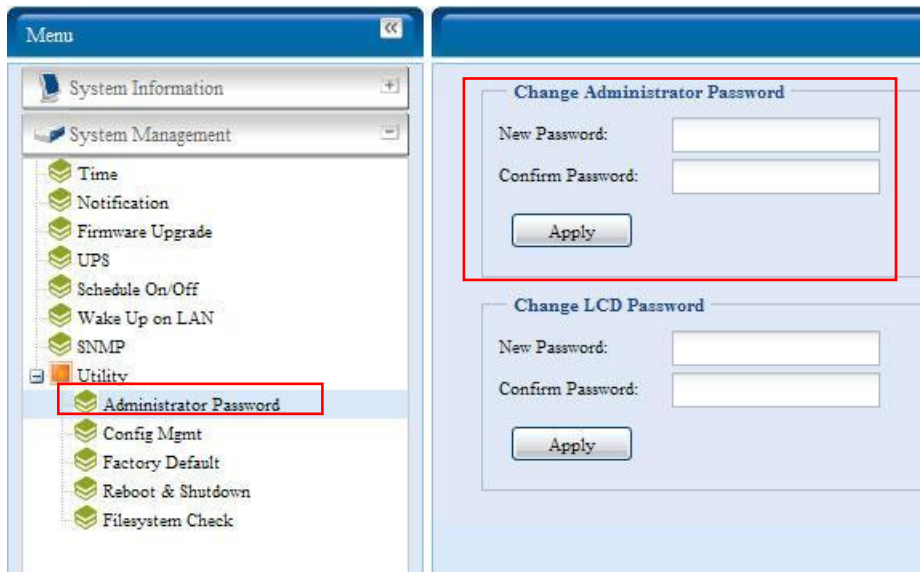 Menu
System Information
System Management
Time
Notification
Firmware Upgrade
UPS
Schedule On/Off
Wake Up on LAN
SNMP
Utility
Administrator Password
Config Mgmt
Factory Default
Reboot & Shutdown
Filesystem Check
Change Administrator Password
New Password:
Confirm Password:
Apply
Change LCD Password
New Password:
Confirm Password:
Apply